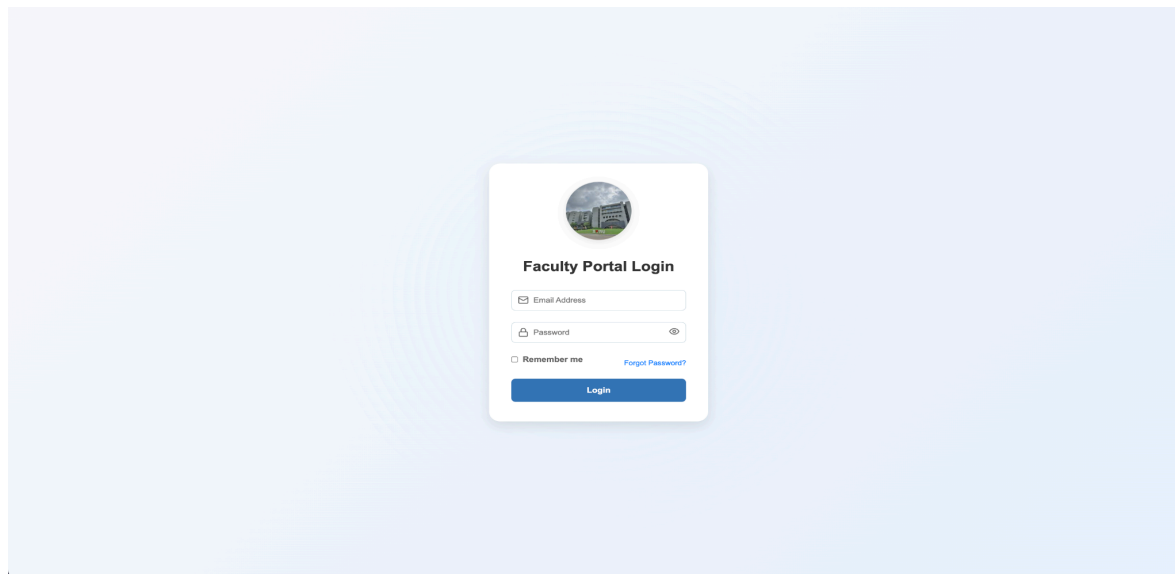 Faculty Portal Login
Email Address
Password
Remember me
Forgot Password?
Login